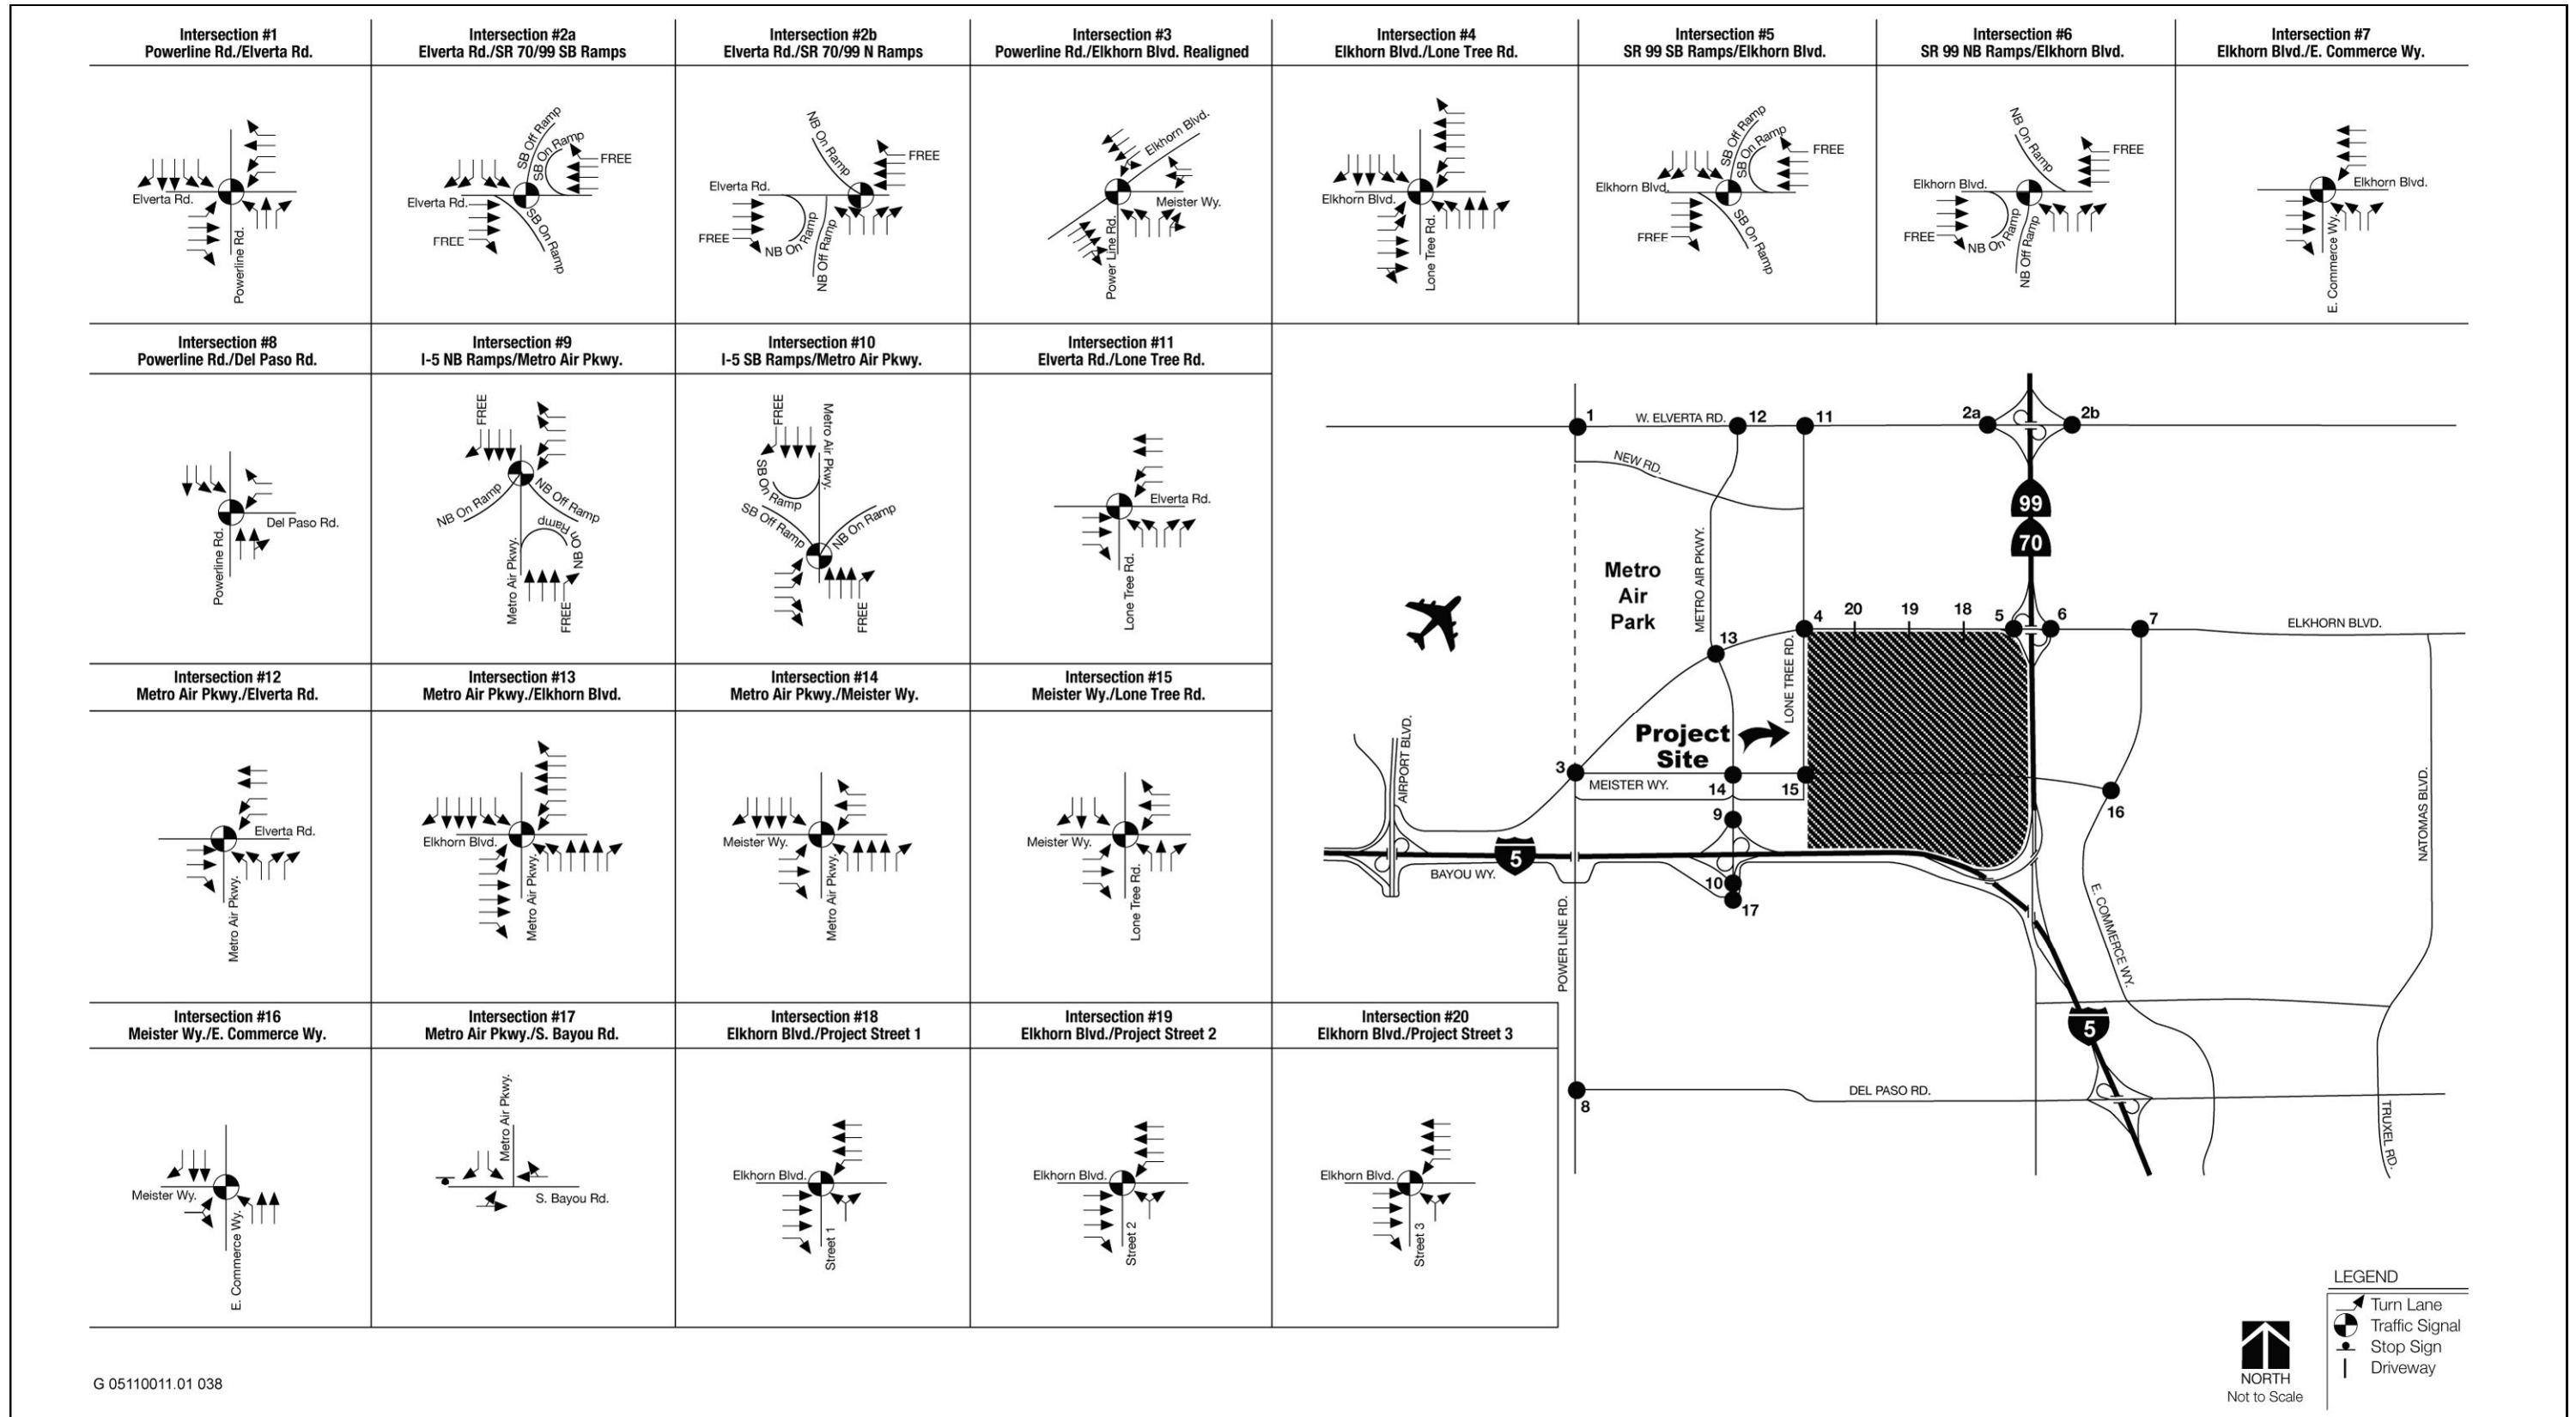 Intersection #1
Powerline Rd./Elverta Rd.
Elverta Rd.
Powerline Rd.
Intersection #2a
Elverta Rd./SR 70/99 SB Ramps
SB Off Ramp
SB On Ramp
FREE
Elverta Rd.
FREE
SB On Ramp
Intersection #2b
Elverta Rd./SR 70/99 N Ramps
NB On Ramp
FREE
Elverta Rd.
FREE
NB On Ramp
NB Off Ramp
Intersection #3
Powerline Rd./Elkhorn Blvd. Realigned
Elkhorn Blvd.
Meister Wy.
Power Line Rd.
Intersection #4
Elkhorn Blvd./Lone Tree Rd.
Elkhorn Blvd.
Lone Tree Rd.
Intersection #5
SR 99 SB Ramps/Elkhorn Blvd.
SB Off Ramp
SB On Ramp
FREE
Elkhorn Blvd.
FREE
SB On Ramp
Intersection #6
SR 99 NB Ramps/Elkhorn Blvd.
NB On Ramp
FREE
Elkhorn Blvd.
FREE
NB On Ramp
NB Off Ramp
Intersection #7
Elkhorn Blvd./E. Commerce Wy.
Elkhorn Blvd.
E. Commerce Wy.
Intersection #8
Powerline Rd./Del Paso Rd.
Del Paso Rd.
Powerline Rd.
Intersection #9
I-5 NB Ramps/Metro Air Pkwy.
FREE
NB On Ramp
NB Off Ramp
NB On Ramp
Metro Air Pkwy.
FREE
Intersection #10
I-5 SB Ramps/Metro Air Pkwy.
FREE
Metro Air Pkwy.
SB On Ramp
SB Off Ramp
NB On Ramp
FREE
Intersection #11
Elverta Rd./Lone Tree Rd.
Elverta Rd.
Lone Tree Rd.
Intersection #12
Metro Air Pkwy./Elverta Rd.
Elverta Rd.
Metro Air Pkwy.
Intersection #13
Metro Air Pkwy./Elkhorn Blvd.
Elkhorn Blvd.
Metro Air Pkwy.
Intersection #14
Metro Air Pkwy./Meister Wy.
Meister Wy.
Metro Air Pkwy.
Intersection #15
Meister Wy./Lone Tree Rd.
Meister Wy.
Lone Tree Rd.
Intersection #16
Meister Wy./E. Commerce Wy.
Meister Wy.
E. Commerce Wy.
Intersection #17
Metro Air Pkwy./S. Bayou Rd.
Metro Air Pkwy.
S. Bayou Rd.
Intersection #18
Elkhorn Blvd./Project Street 1
Elkhorn Blvd.
Street 1
Intersection #19
Elkhorn Blvd./Project Street 2
Elkhorn Blvd.
Street 2
Intersection #20
Elkhorn Blvd./Project Street 3
Elkhorn Blvd.
Street 3
1
W. ELVERTA RD.
12
11
2a
2b
NEW RD.
99
70
METRO AIR PKWY.
Metro
Air
Park
4
20
19
18
5
6
7
ELKHORN BLVD.
13
LONE TREE RD.
Project
Site
3
MEISTER WY.
14
15
16
AIRPORT BLVD.
9
5
BAYOU WY.
10
17
POWER LINE RD.
E. COMMERCE WY.
NATOMAS BLVD.
5
8
DEL PASO RD.
TRUXEL RD.
LEGEND
Turn Lane
Traffic Signal
Stop Sign
Driveway
NORTH
Not to Scale
G 05110011.01 038